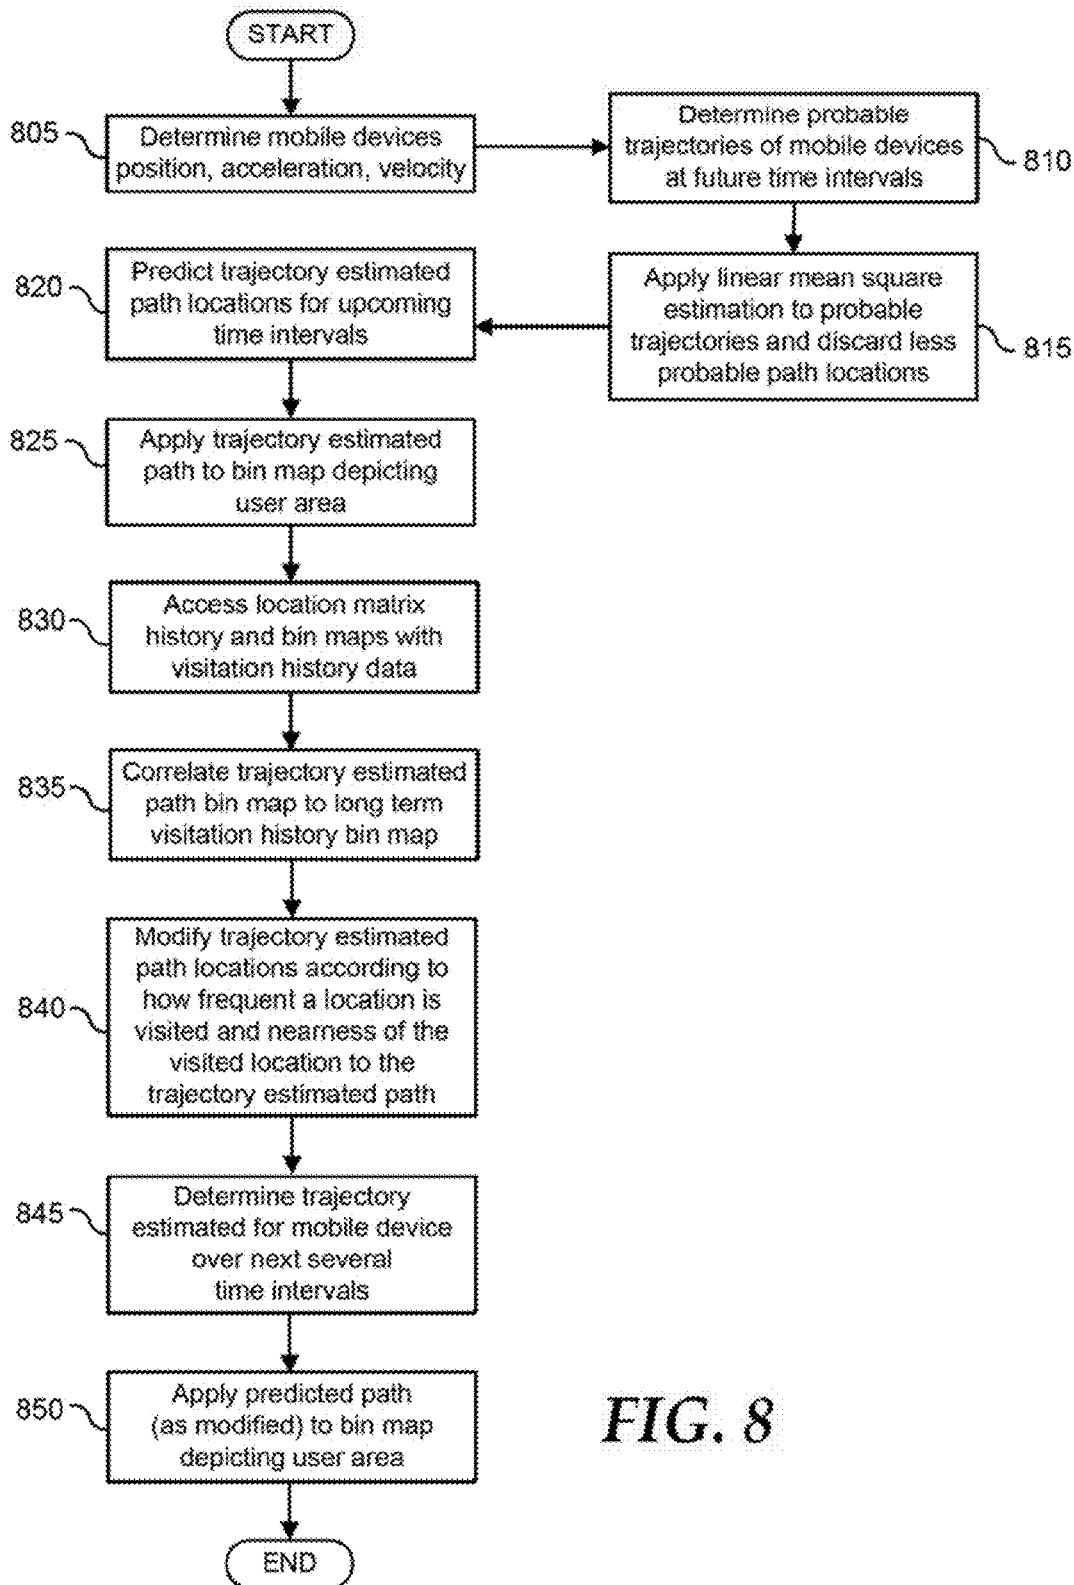 START
805
Determine mobile devices
position, acceleration, velocity
Determine probable
trajectories of mobile devices
at future time intervals
810
820
Predict trajectory estimated
path locations for upcoming
time intervals
Apply linear mean square
estimation to probable
trajectories and discard less
probable path locations
815
825
Apply trajectory estimated
path to bin map depicting
user area
830
Access location matrix
history and bin maps with
visitation history data
835
Correlate trajectory estimated
path bin map to long term
visitation history bin map
840
Modify trajectory estimated
path locations according to
how frequent a location is
visited and nearness of the
visited location to the
trajectory estimated path
845
Determine trajectory
estimated for mobile device
over next several
time intervals
850
Apply predicted path
(as modified) to bin map
depicting user area
FIG. 8
END